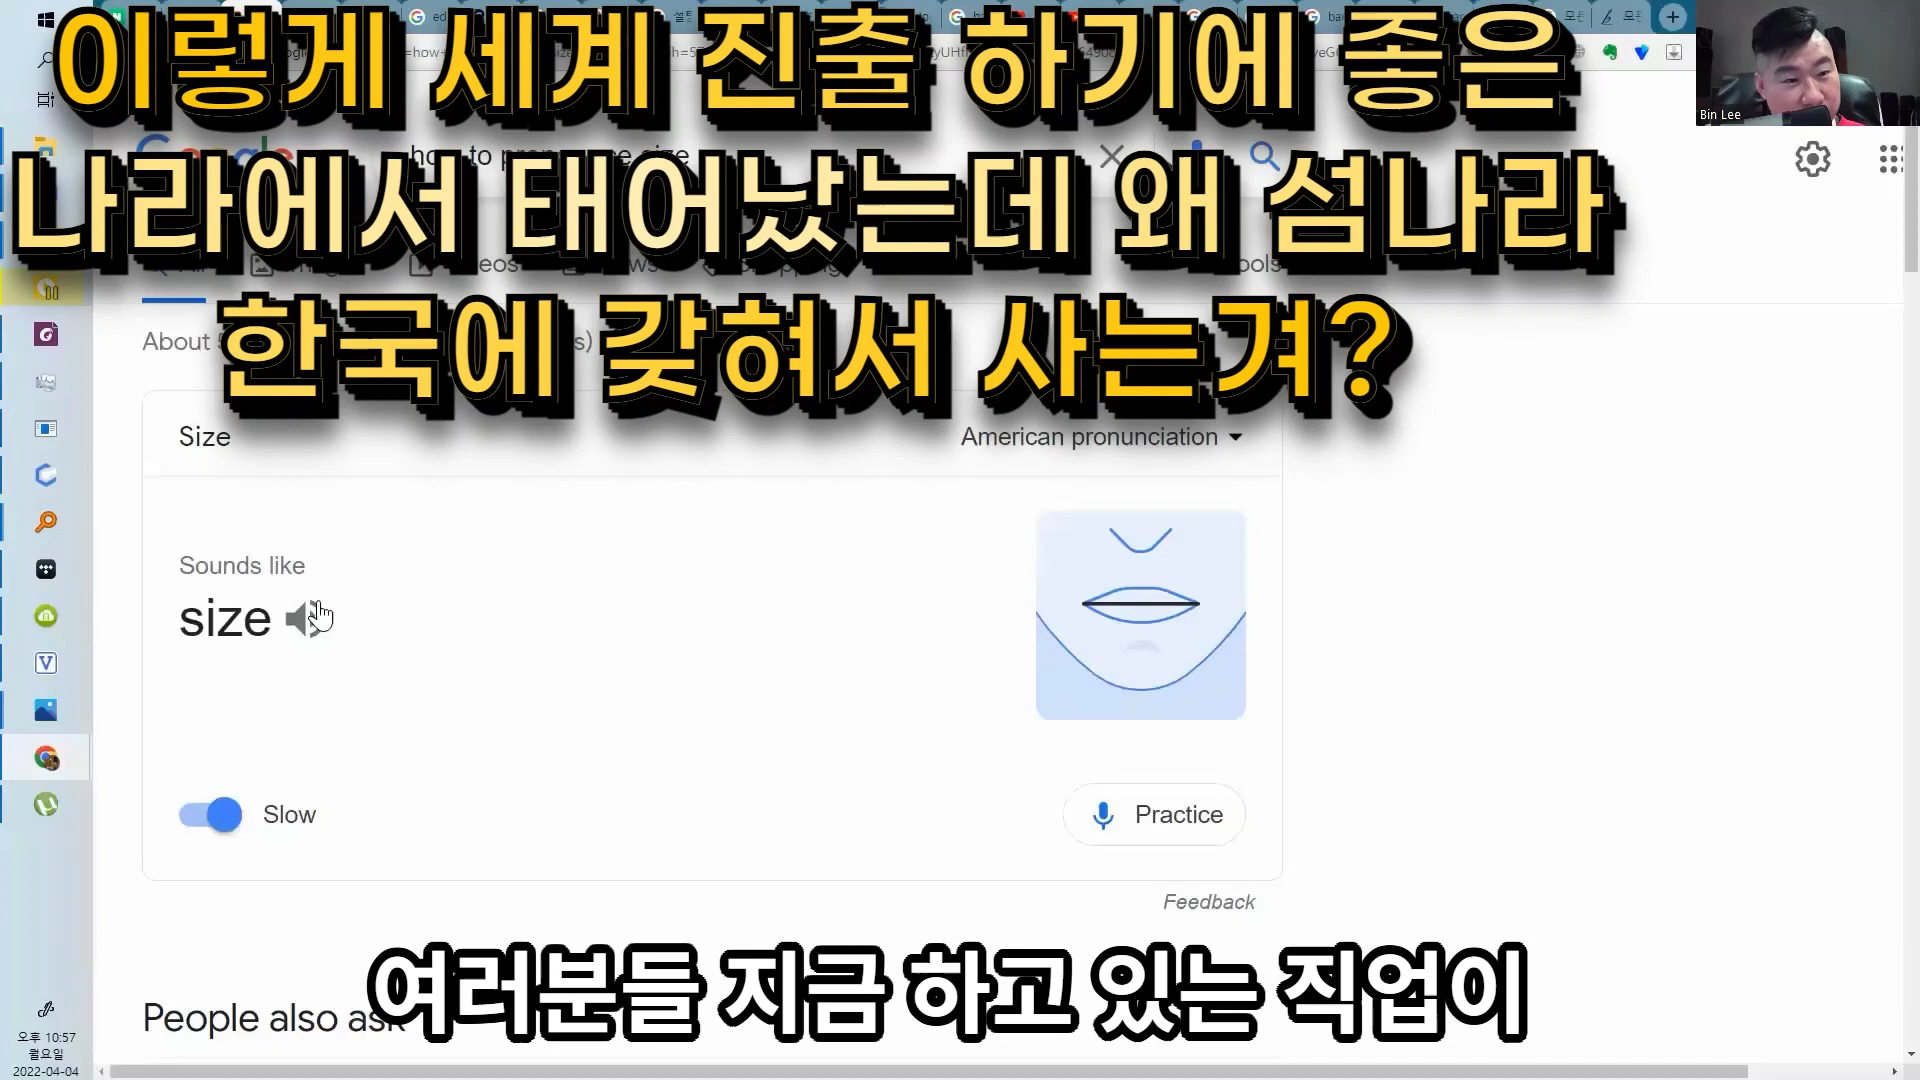 이렇게 세계 진출 하기에 좋은
나라에서 태어났는데 왜 섬나라
한국에 갖혀서 사는겨?
Bin Lee
About
Size
American pronunciation
Sounds like
size
Slow
Practice
Feedback
People also ask
여러분들 지금 하고 있는 직업이
오후 10:57
월요일
2022-04-04